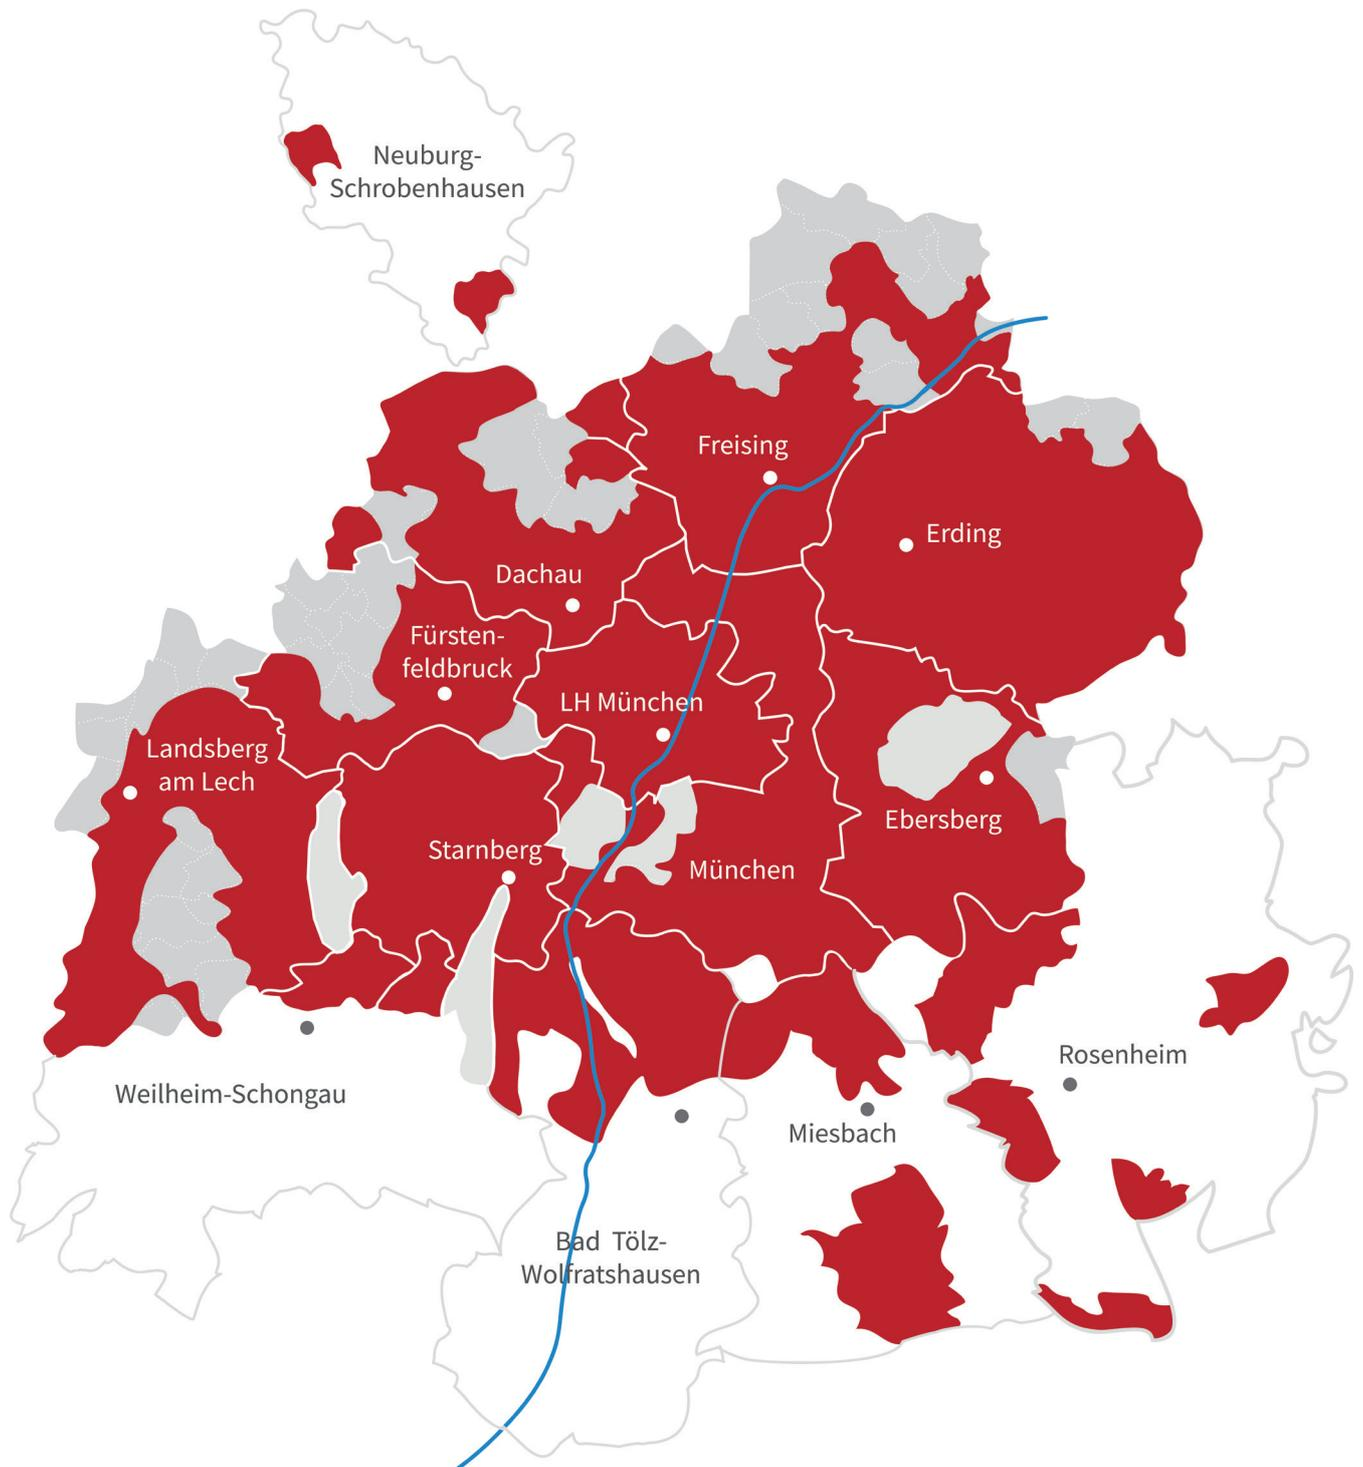 Neuburg-
Schrobenhausen
Freising
Erding
Dachau
Fürsten-
feldbruck
LH München
Landsberg
am Lech
Ebersberg
Starnberg
München
Rosenheim
Weilheim-Schongau
Miesbach
Bad Tölz-
Wolfratshausen